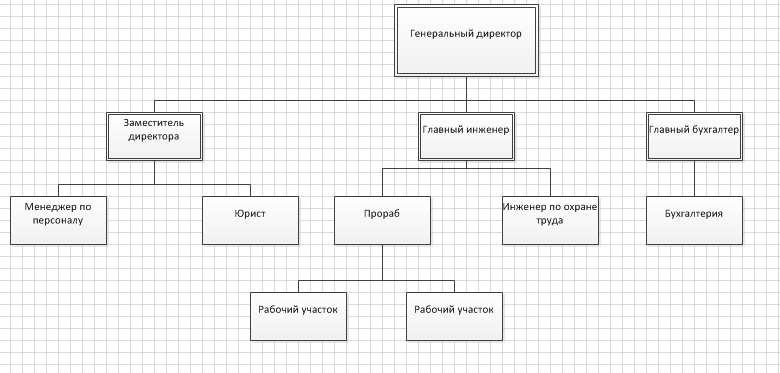 Генеральный директор
Заместитель
директора
Главный инженер
Главный бухгалтер
Менеджер по
персоналу
Юрист
Прораб
Инженер по охране
труда
Бухгалтерия
Рабочий участок
Рабочий участок